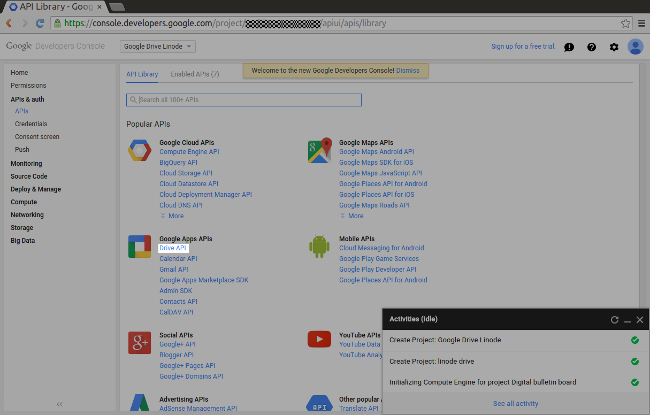 API Library - Goog
https://console.developers.google.com/project/ /apiui/apis/library
Google Developers Console
Google Drive Linode
Sign up for a free trial
Home
Permissions
APIs & auth
APIs
Credentials
Consent screen
Push
Monitoring
Source Code
Deploy & Manage
Compute
Networking
Storage
Big Data
API Library
Enabled APIs (7)
Welcome to the new Google Developers Console! Dismiss
Search all 100+ APIs
Popular APIs
Google Cloud APIs
Compute Engine API
BigQuery API
Cloud Storage API
Cloud Datastore API
Cloud Deployment Manager API
Cloud DNS API
More
Google Maps APIs
Google Maps Android API
Google Maps SDK for iOS
Google Maps JavaScript API
Google Places API for Android
Google Places API for iOS
Google Maps Roads API
More
Google Apps APIs
Drive API
Calendar API
Gmail API
Google Apps Marketplace SDK
Admin SDK
Contacts API
CalDAV API
Mobile APIs
Cloud Messaging for Android
Google Play Game Services
Google Play Developer API
Google Places API for Android
Social APIs
Google+ API
Blogger API
Google+ Pages API
Google+ Domains API
YouTube APIs
YouTube Data
YouTube Analy
Advertising APIs
AdSense Management API
Other popular
Translate API
Activities (Idle)
Create Project: Google Drive Linode
Create Project: linode drive
Initializing Compute Engine for project Digital bulletin board
See all activity